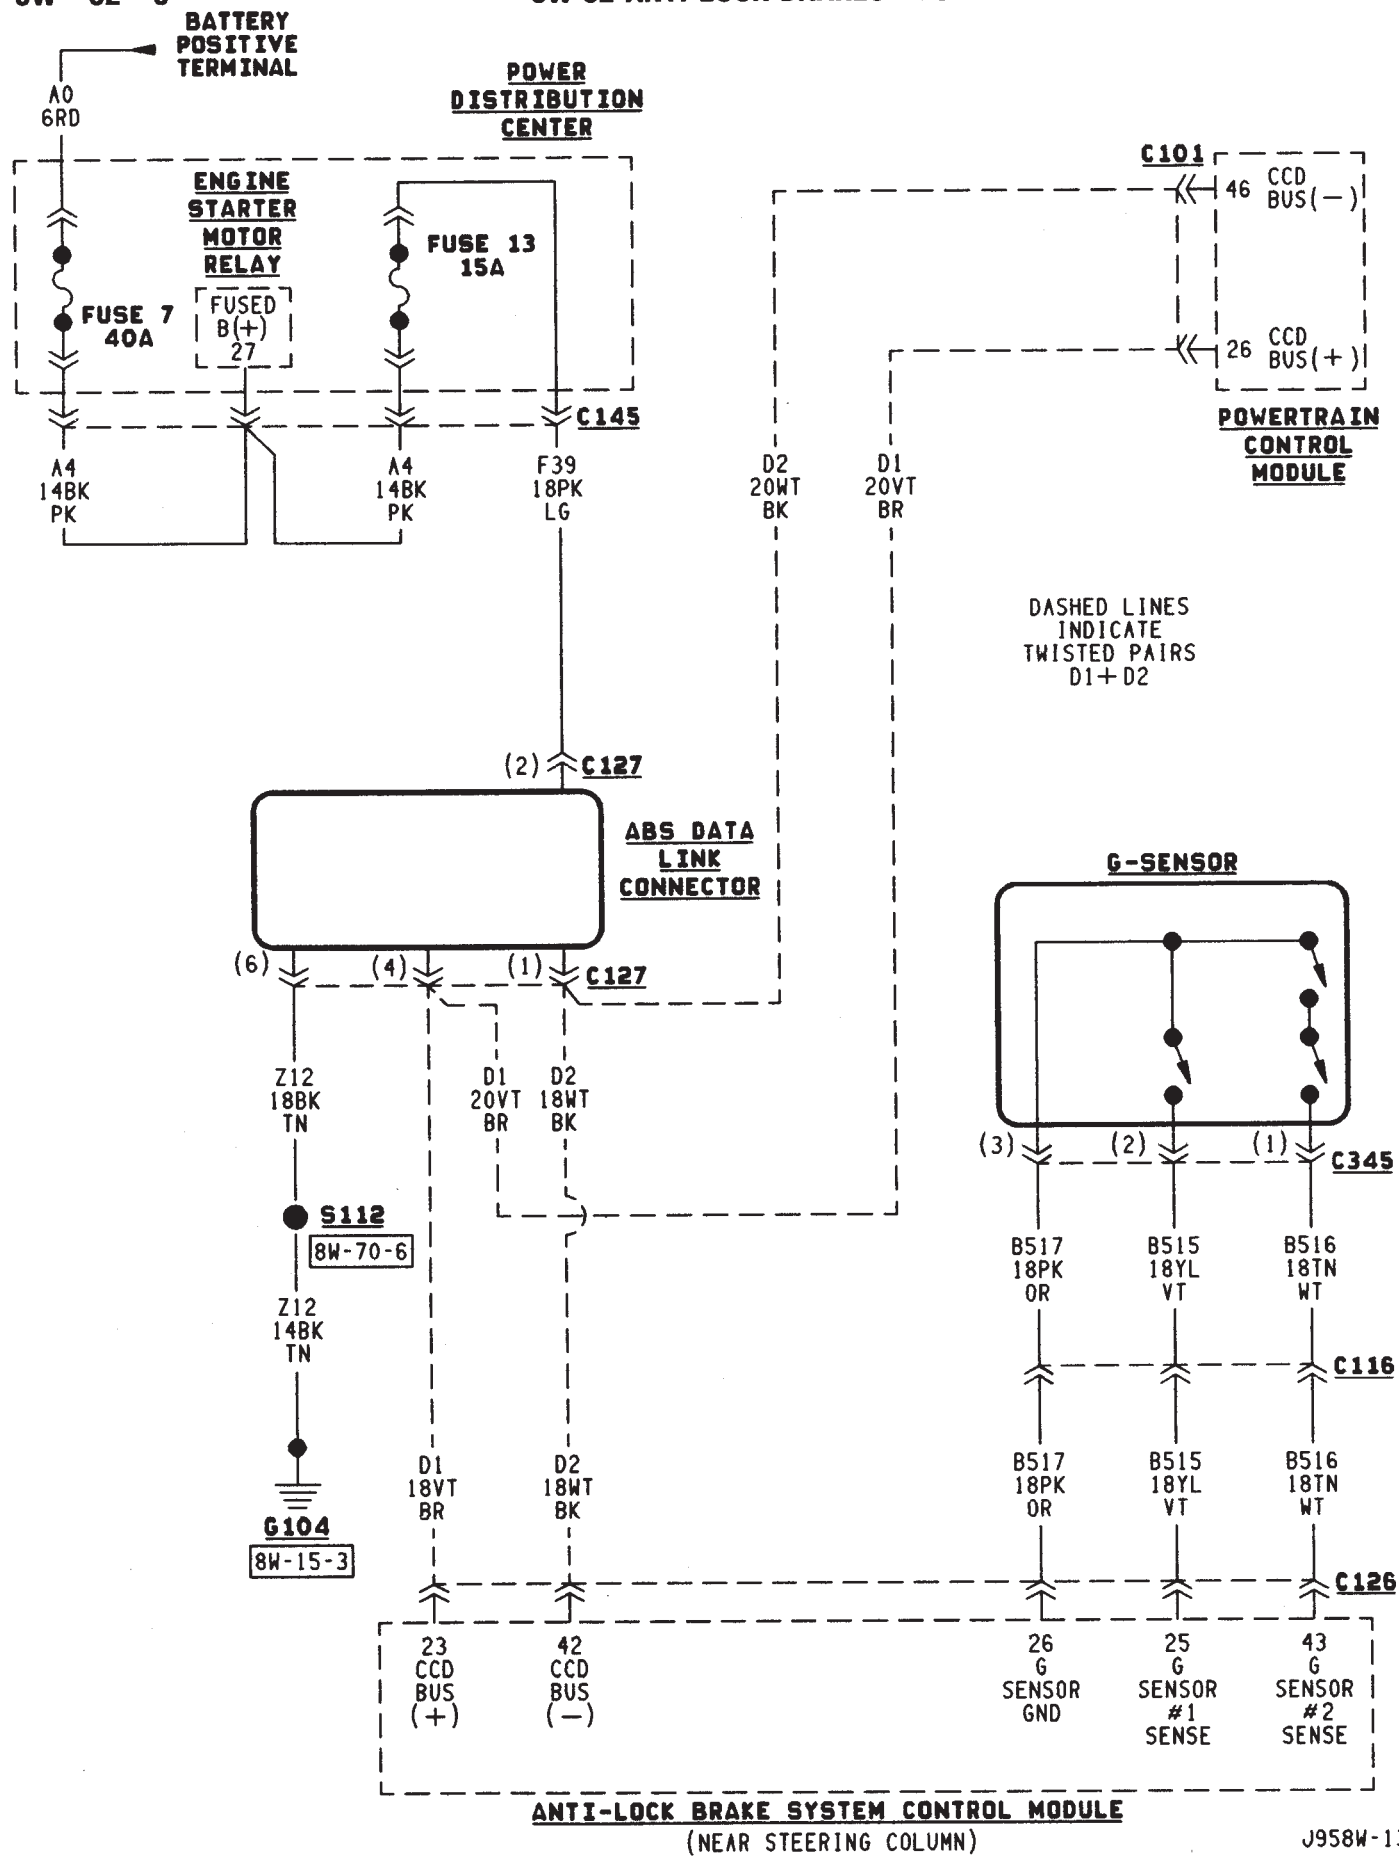 BATTERY
POSITIVE
TERMINAL
A0
6RD
POWER
DISTRIBUTION
CENTER
ENGINE
STARTER
MOTOR
RELAY
FUSED
B(+)
27
FUSE 7
40A
FUSE 13
15A
C145
A4
14BK
PK
A4
14BK
PK
F39
18PK
LG
C101
46 CCD
BUS(-)
26 CCD
BUS(+)
POWERTRAIN
CONTROL
MODULE
D2
20WT
BK
D1
20VT
BR
DASHED LINES
INDICATE
TWISTED PAIRS
D1+D2
(2) C127
ABS DATA
LINK
CONNECTOR
(6) (4) (1) C127
G-SENSOR
(3) (2) (1) C345
Z12
18BK
TN
D1
20VT
BR
D2
18WT
BK
S112
8W-70-6
Z12
14BK
TN
G104
8W-15-3
B517
18PK
OR
B515
18YL
VT
B516
18TN
WT
C116
D1
18VT
BR
D2
18WT
BK
B517
18PK
OR
B515
18YL
VT
B516
18TN
WT
C126
23
CCD
BUS
(+)
42
CCD
BUS
(-)
26
G
SENSOR
GND
25
G
SENSOR
#1
SENSE
43
G
SENSOR
#2
SENSE
ANTI-LOCK BRAKE SYSTEM CONTROL MODULE
(NEAR STEERING COLUMN)
J958W-1